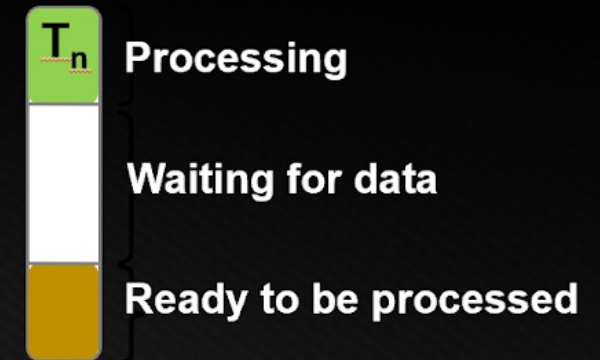 Tn
Processing
Waiting for data
Ready to be processed